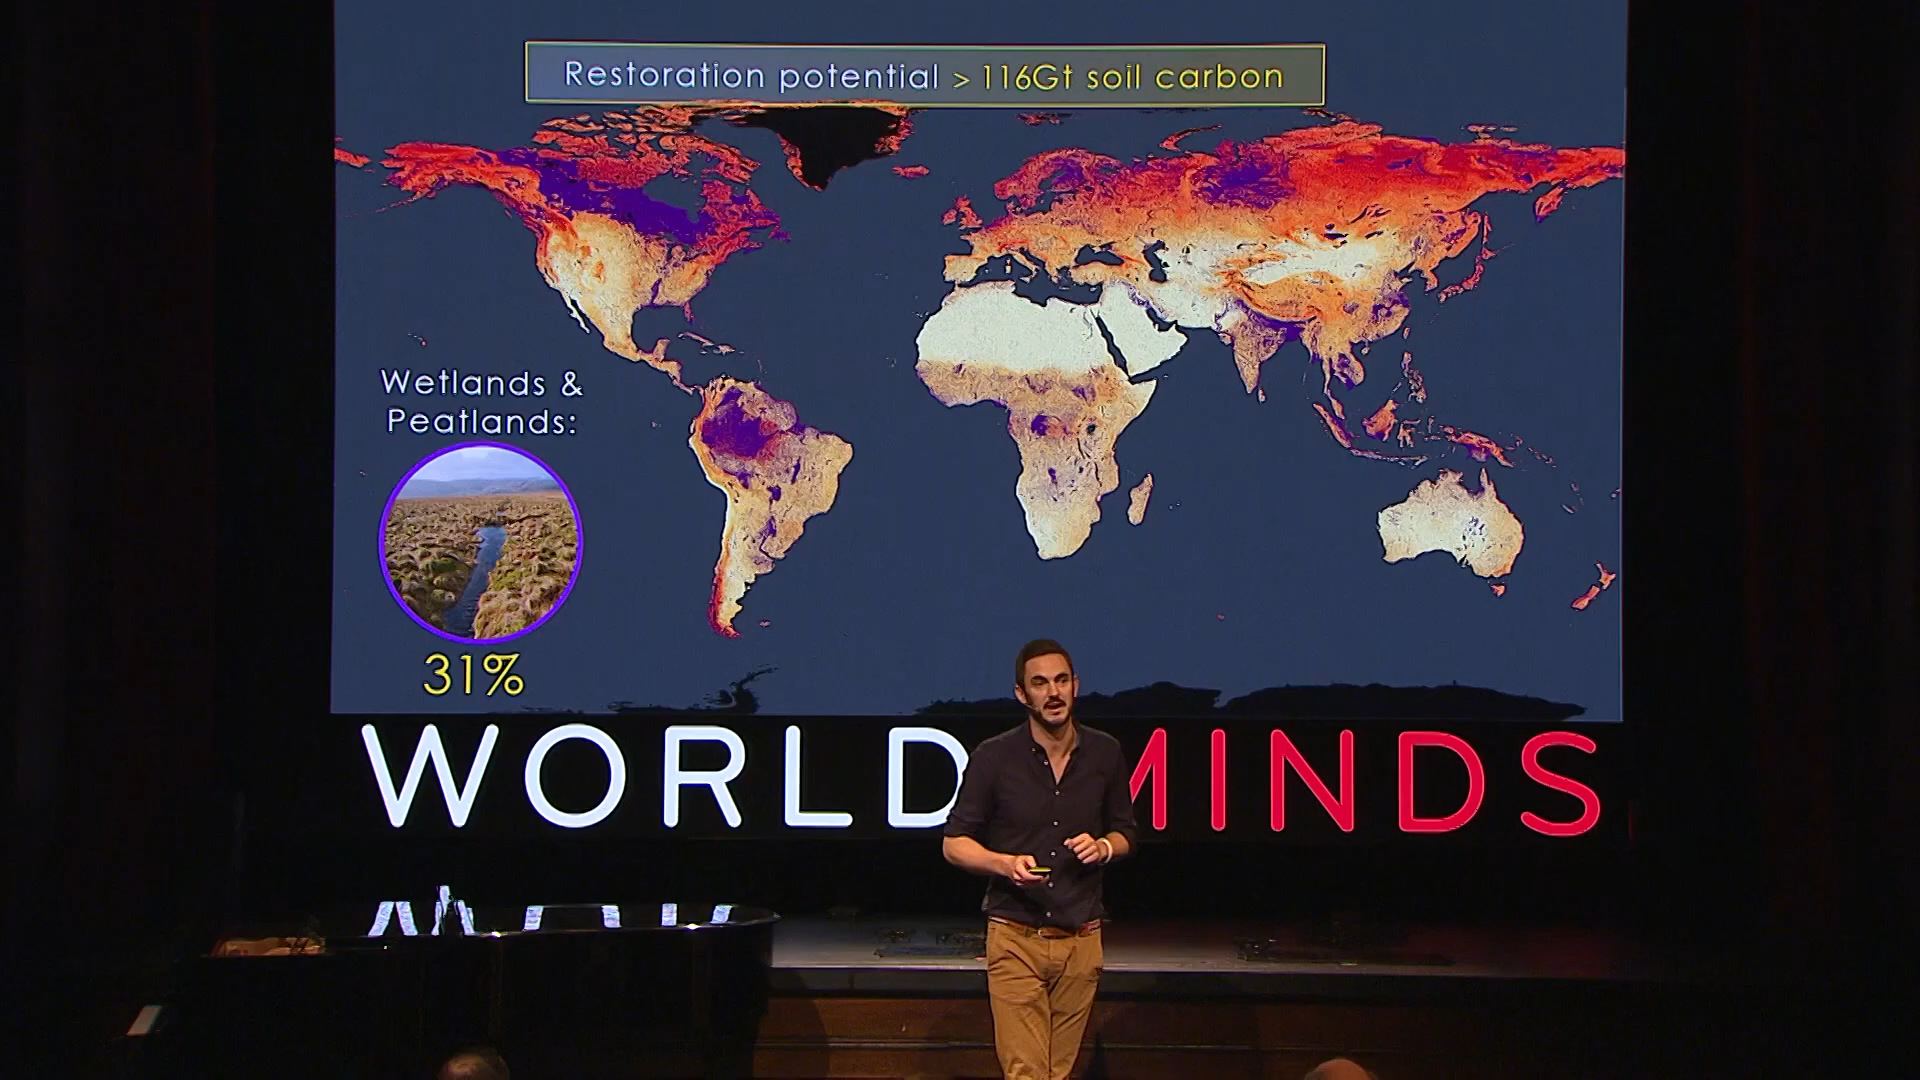 Restoration potential > 116Gt soil carbon
Wetlands &
Peatlands:
31%
WORLD MINDS